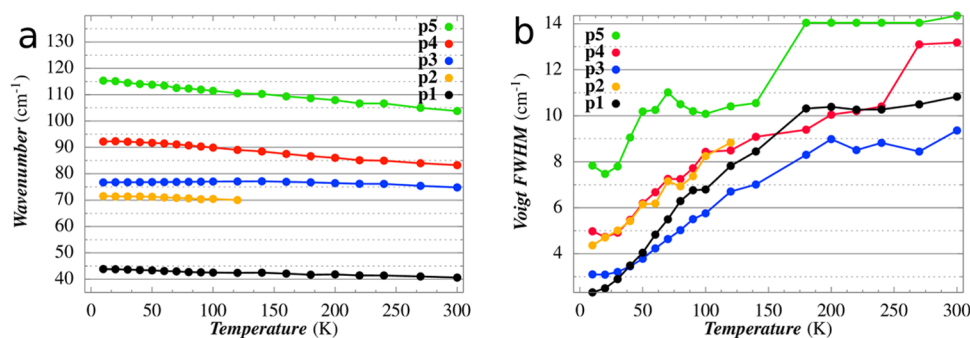 a
p5
p4
p3
p2
p1
130
120
110
100
90
80
70
60
50
40
Wavenumber (cm⁻¹)
0 50 100 150 200 250 300
Temperature (K)
b
p5
p4
p3
p2
p1
14
12
10
8
6
4
Voigt FWHM (cm⁻¹)
0 50 100 150 200 250 300
Temperature (K)